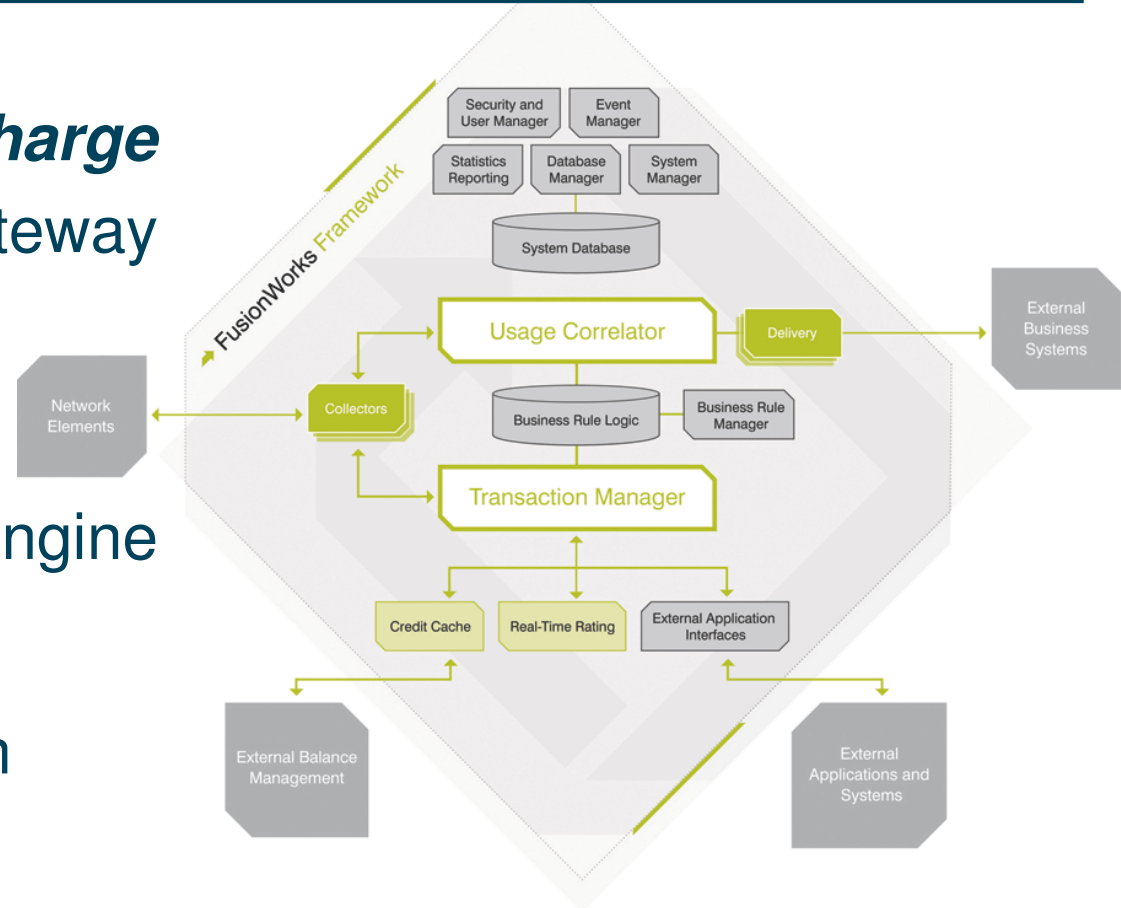 harge
teway
ngine
n
FusionWorks Framework
Security and
User Manager
Event
Manager
Statistics
Reporting
Database
Manager
System
Manager
System Database
Usage Correlator
Delivery
External
Business
Systems
Network
Elements
Collectors
Business Rule Logic
Business Rule
Manager
Transaction Manager
Credit Cache
Real-Time Rating
External Application
Interfaces
External Balance
Management
External
Applications and
Systems